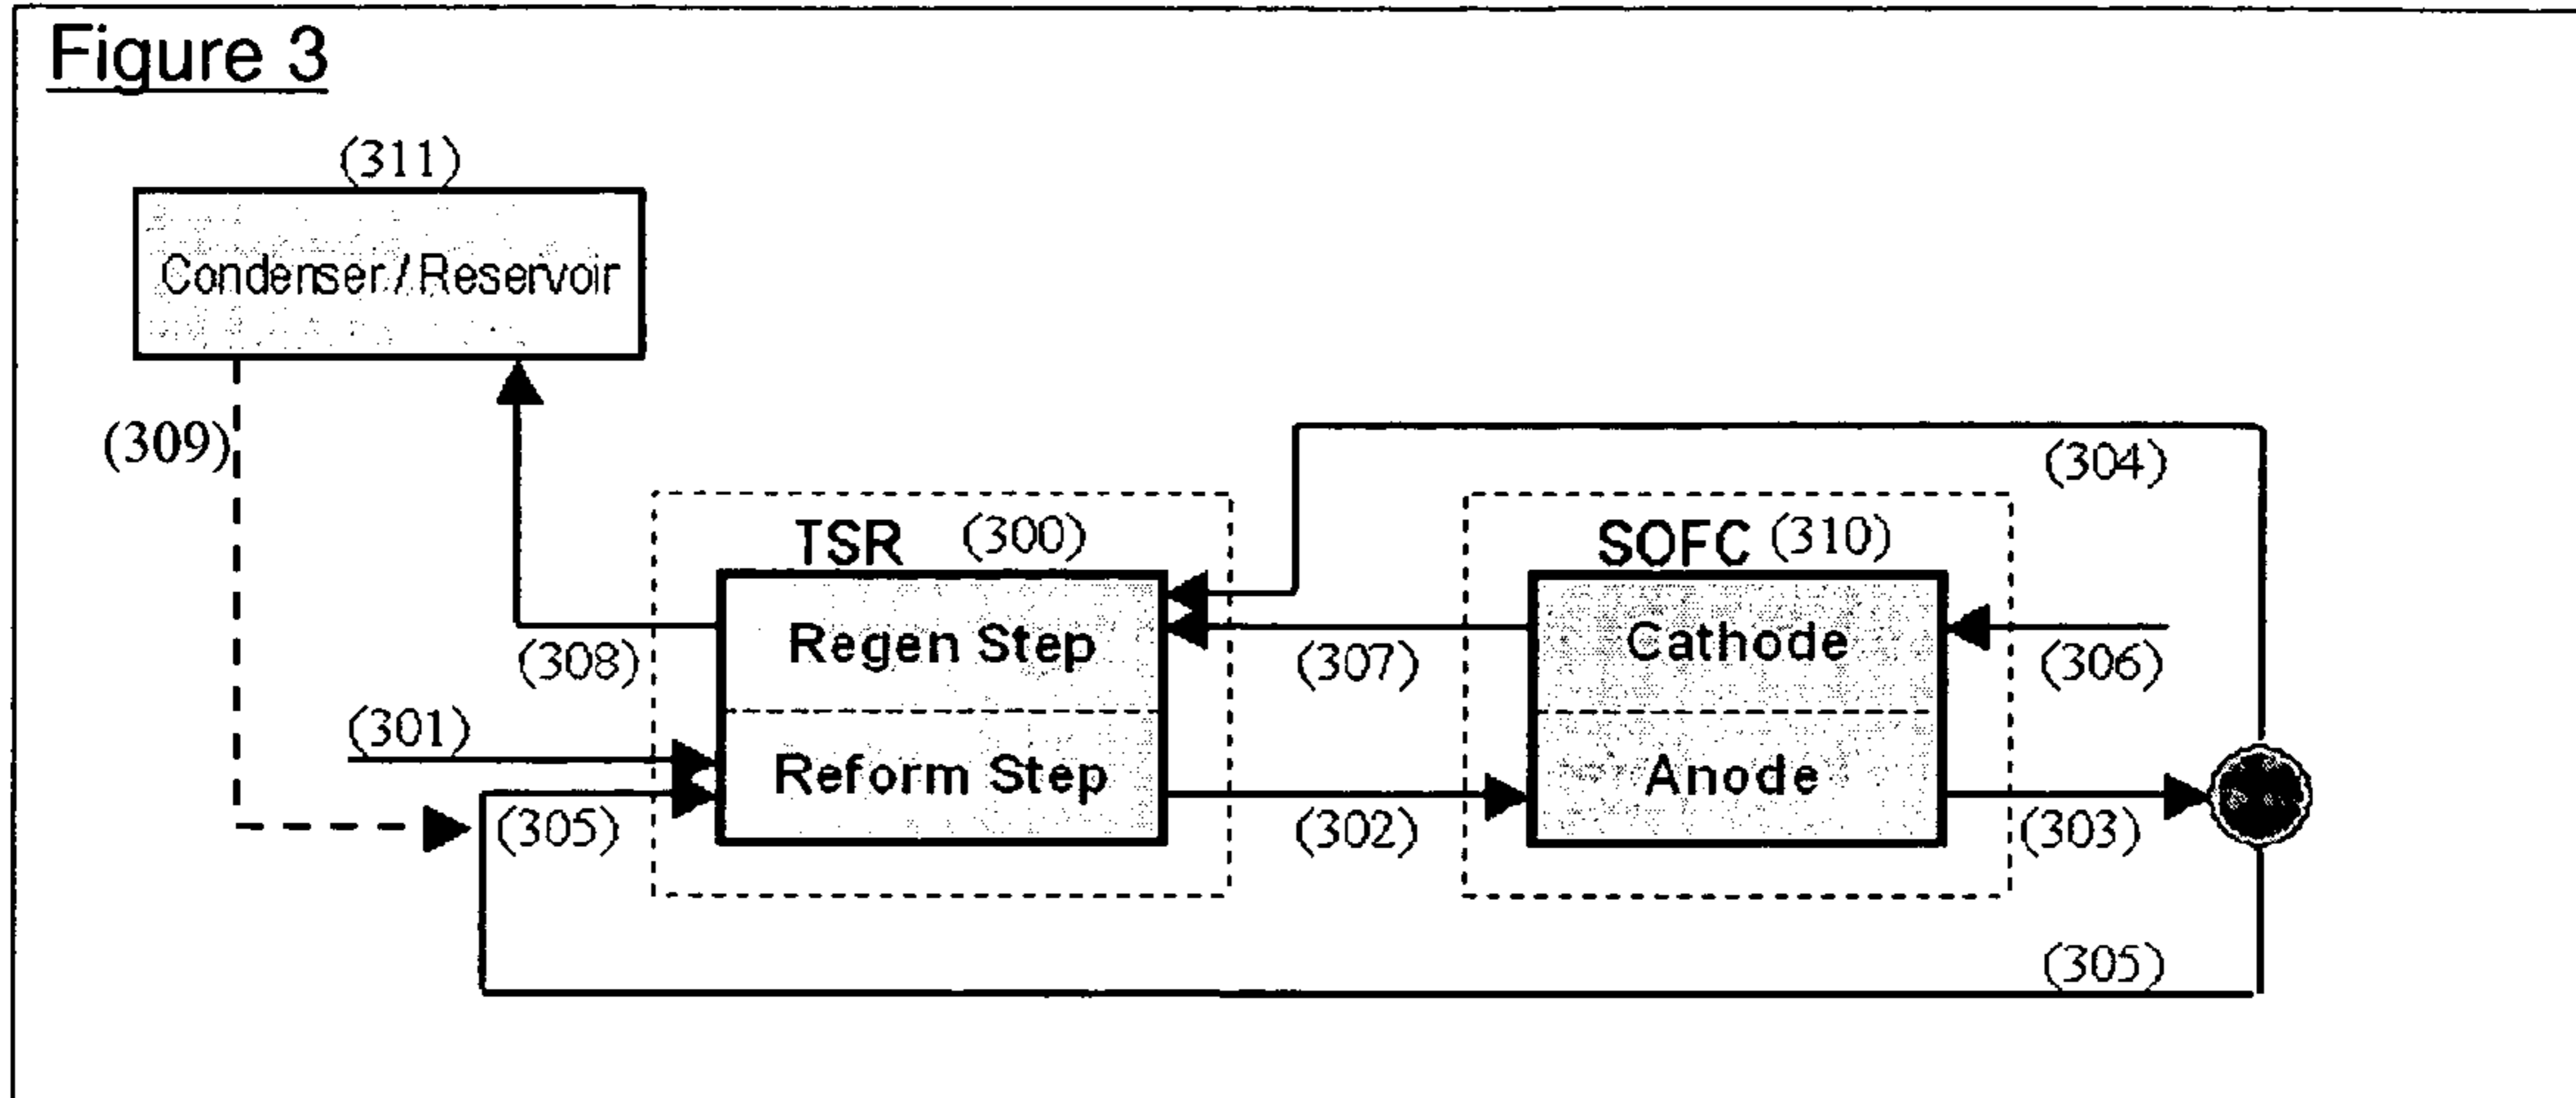 Figure 3
(311)
Condenser / Reservoir
(309)
(304)
TSR (300)
SOFC (310)
Regen Step
Cathode
(308)
(307)
(306)
(301)
Reform Step
Anode
(305)
(302)
(303)
(305)